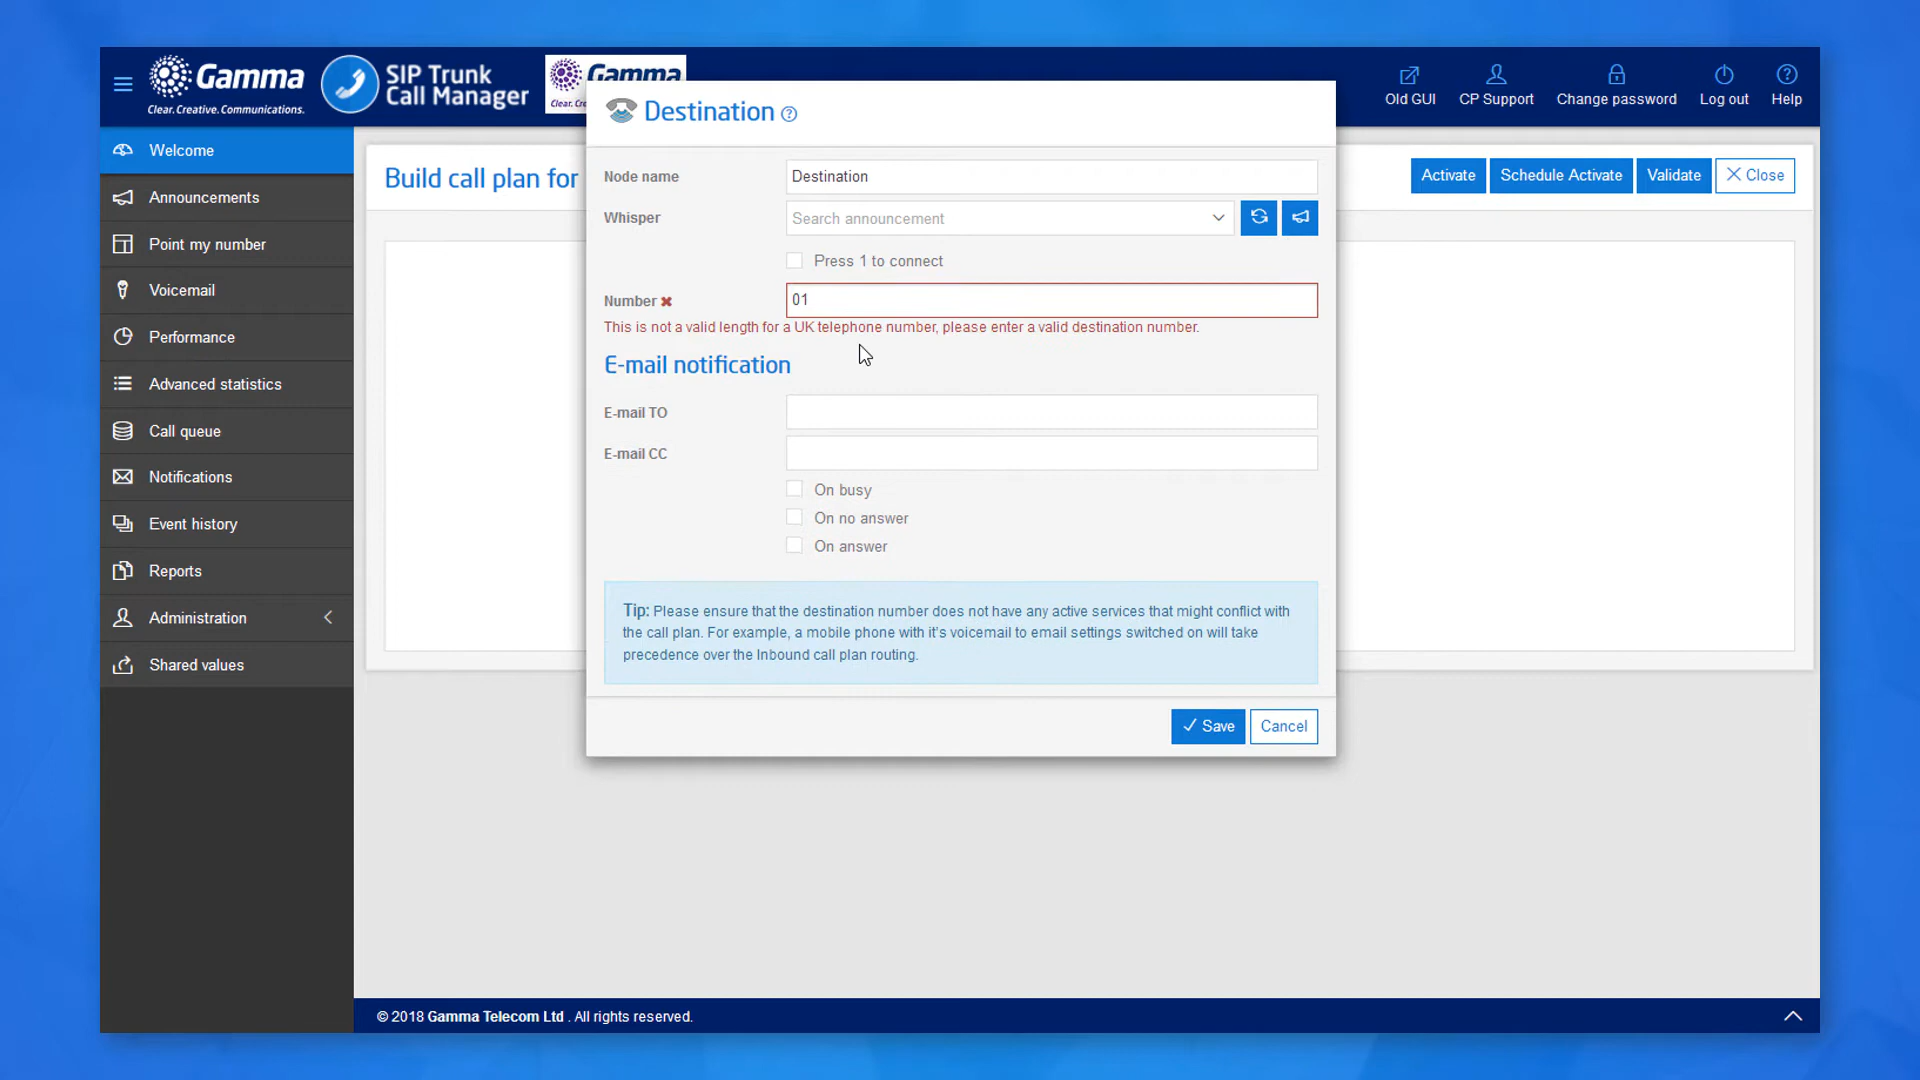 Gamma
Clear. Creative. Communications.
SIP Trunk
Call Manager
Gamma
Clear. Cre
Old GUI
CP Support
Change password
Log out
Help
Welcome
Announcements
Point my number
Voicemail
Performance
Advanced statistics
Call queue
Notifications
Event history
Reports
Administration
Shared values
Build call plan for
Activate
Schedule Activate
Validate
Close
Destination
Node name
Destination
Whisper
Search announcement
Press 1 to connect
Number
01
This is not a valid length for a UK telephone number, please enter a valid destination number.
E-mail notification
E-mail TO
E-mail CC
On busy
On no answer
On answer
Tip: Please ensure that the destination number does not have any active services that might conflict with
the call plan. For example, a mobile phone with it's voicemail to email settings switched on will take
precedence over the Inbound call plan routing.
Save
Cancel
© 2018 Gamma Telecom Ltd . All rights reserved.